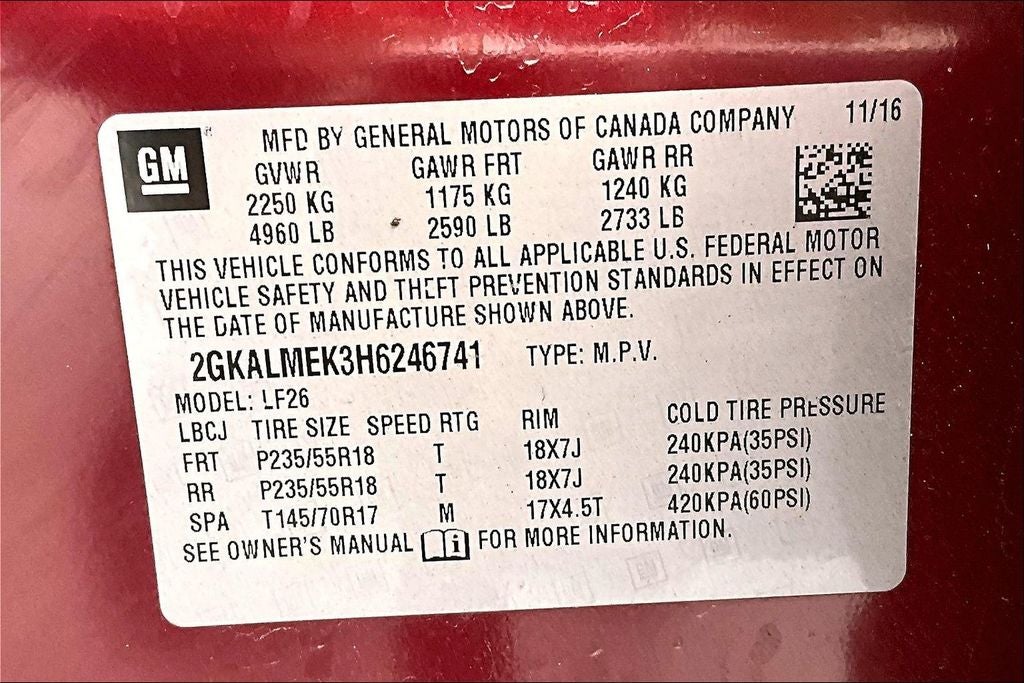 GM
MFD BY GENERAL MOTORS OF CANADA COMPANY 11/16
GVWR GAWR FRT GAWR RR
2250 KG 1175 KG 1240 KG
4960 LB 2590 LB 2733 LB
THIS VEHICLE CONFORMS TO ALL APPLICABLE U.S. FEDERAL MOTOR
VEHICLE SAFETY AND THEFT PREVENTION STANDARDS IN EFFECT ON
THE DATE OF MANUFACTURE SHOWN ABOVE.
2GKALMEK3H6246741 TYPE: M.P.V.
MODEL: LF26
LBCJ TIRE SIZE SPEED RTG RIM COLD TIRE PRESSURE
FRT P235/55R18 T 18X7J 240KPA(35PSI)
RR P235/55R18 T 18X7J 240KPA(35PSI)
SPA T145/70R17 M 17X4.5T 420KPA(60PSI)
SEE OWNER'S MANUAL i FOR MORE INFORMATION.